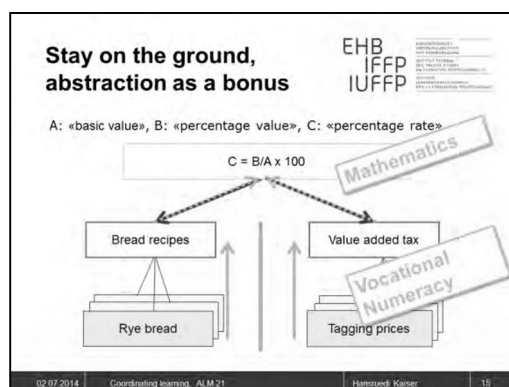 Stay on the ground,
abstraction as a bonus
EHB
IFFP
IUFFP
A: «basic value», B: «percentage value», C: «percentage rate»
C = B/A x 100
Mathematics
Bread recipes
Value added tax
Vocational
Numeracy
Rye bread
Tagging prices
02.07.2014
Coordinating learning, ALM 21
Hansruedi Kaiser
15